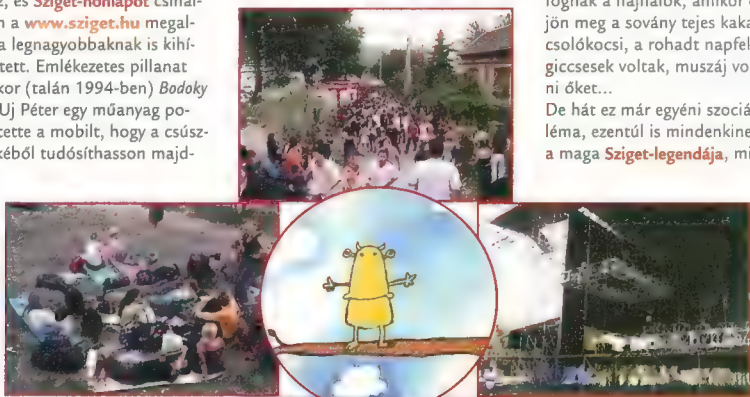 z, és Sziget-honlapot csinál-
n a www.sziget.hu megal-
a legnagyobbaknak is kihí-
tett. Emlékezetes pillanat
kor (talán 1994-ben) Bodoky
Uj Péter egy műanyag po-
tette a mobilt, hogy a csúsz-
kéből tudósíthasson majd-
fognak a hajnalok, amikor
jön meg a sovány tejes kaka
csolókocsi, a rohadt napfel
giccsesek voltak, muszáj vo
ni őket...
De hát ez már egyéni szociá
léma, ezentúl is mindenkine
a maga Sziget-legendája, mi